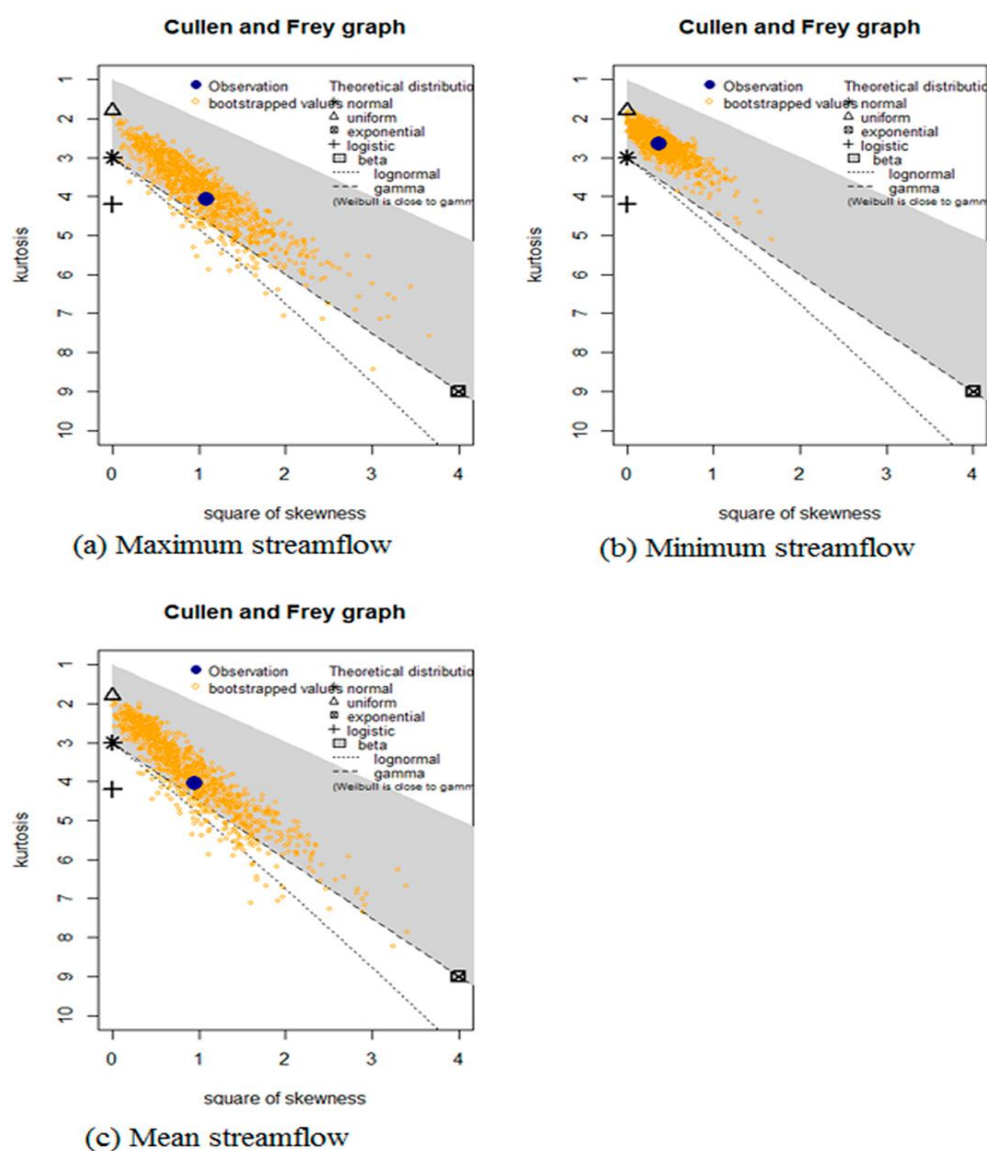 Cullen and Frey graph
Observation
bootstrapped values
Theoretical distributio
normal
uniform
exponential
logistic
beta
lognormal
gamma
(Weibull is close to gamm
kurtosis
1
2
3
4
5
6
7
8
9
10
0 1 2 3 4
square of skewness
(a) Maximum streamflow
Cullen and Frey graph
Observation
bootstrapped values
Theoretical distributio
normal
uniform
exponential
logistic
beta
lognormal
gamma
(Weibull is close to gamm
kurtosis
1
2
3
4
5
6
7
8
9
10
0 1 2 3 4
square of skewness
(b) Minimum streamflow
Cullen and Frey graph
Observation
bootstrapped values
Theoretical distributio
normal
uniform
exponential
logistic
beta
lognormal
gamma
(Weibull is close to gamm
kurtosis
1
2
3
4
5
6
7
8
9
10
0 1 2 3 4
square of skewness
(c) Mean streamflow